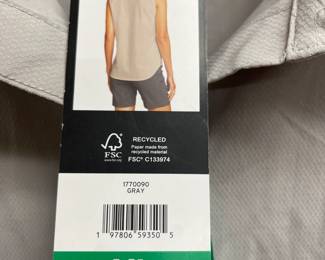 RECYCLED
Paper made from
recycled material
FSC® C133974
FSC
www.fsc.org
1770090
GRAY
1 97806 59350 5